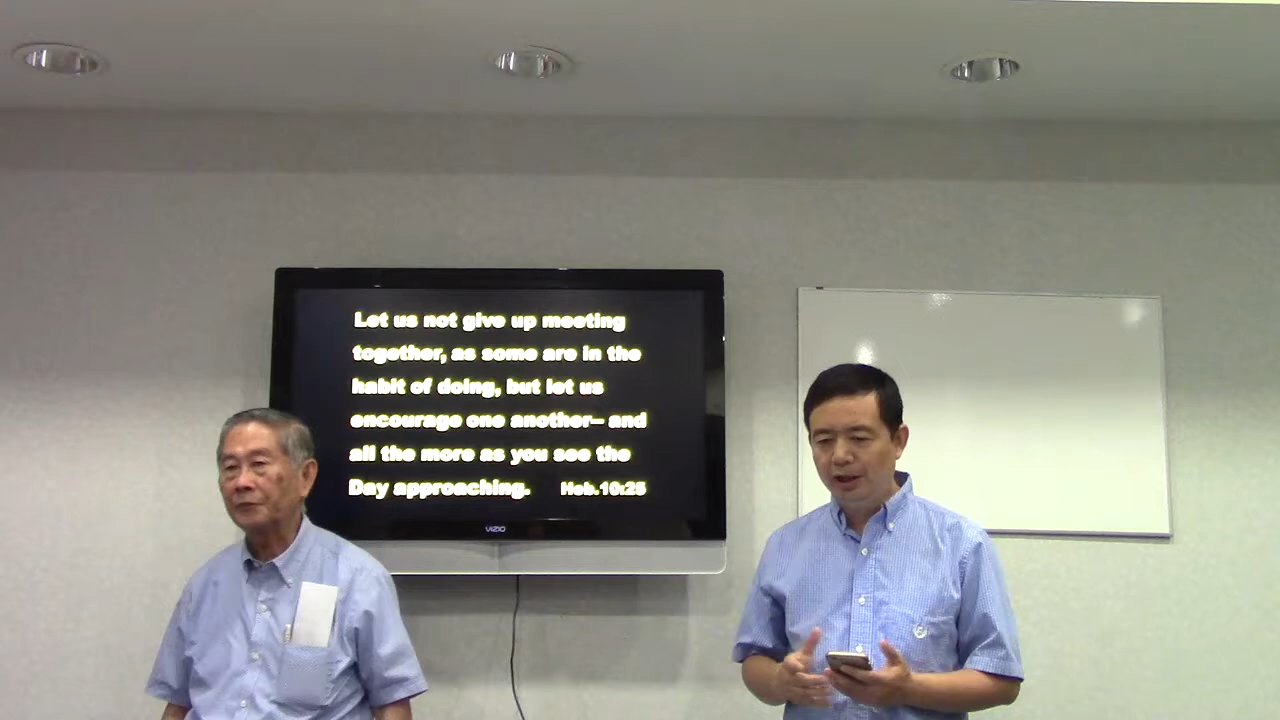 Let us not give up meeting
together, as some are in the
habit of doing, but let us
encourage one another– and
all the more as you see the
Day approaching. Heb.10:25
VIZIO